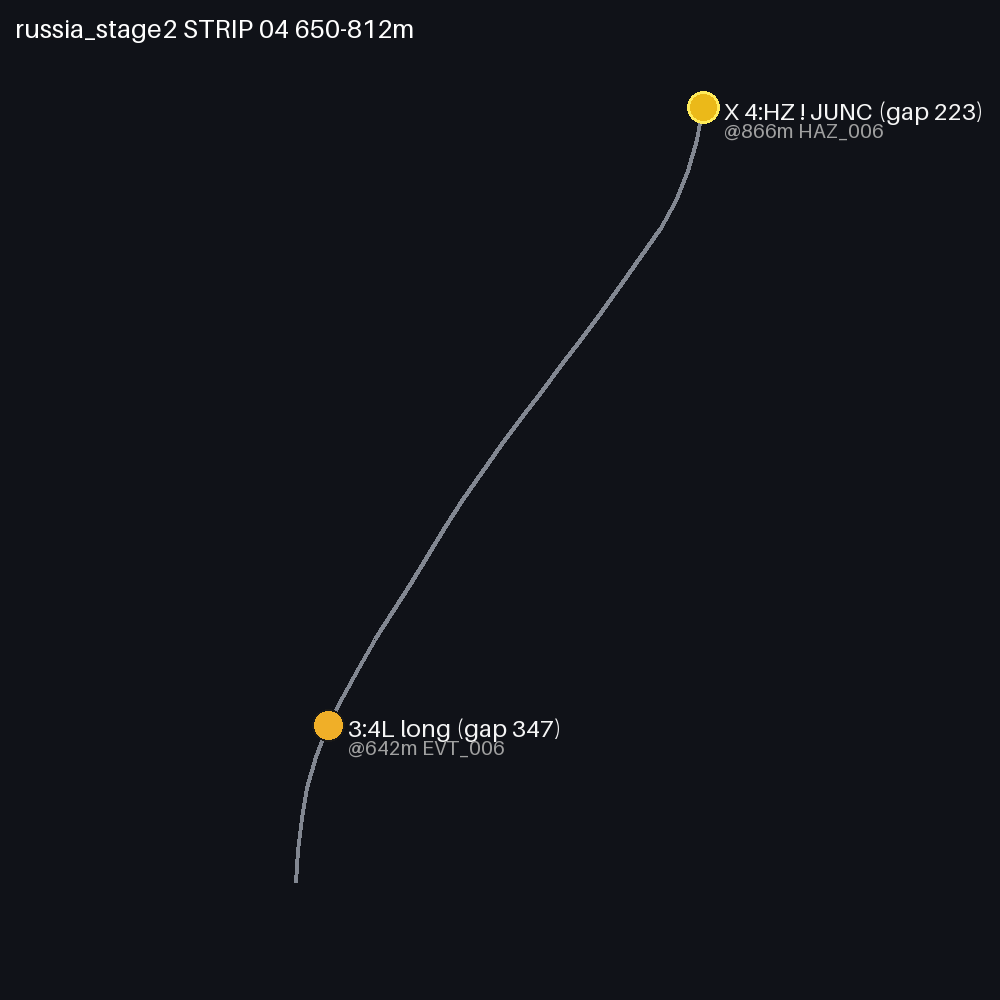 russia_stage2 STRIP 04 650-812m
X 4:HZ ! JUNC (gap 223)
@866m HAZ_006
3:4L long (gap 347)
@642m EVT_006